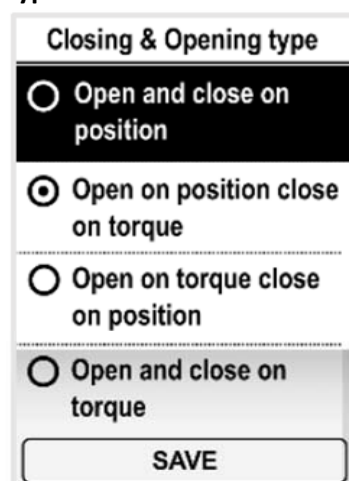 Closing & Opening type
Open and close on
position
Open on position close
on torque
Open on torque close
on position
Open and close on
torque
SAVE